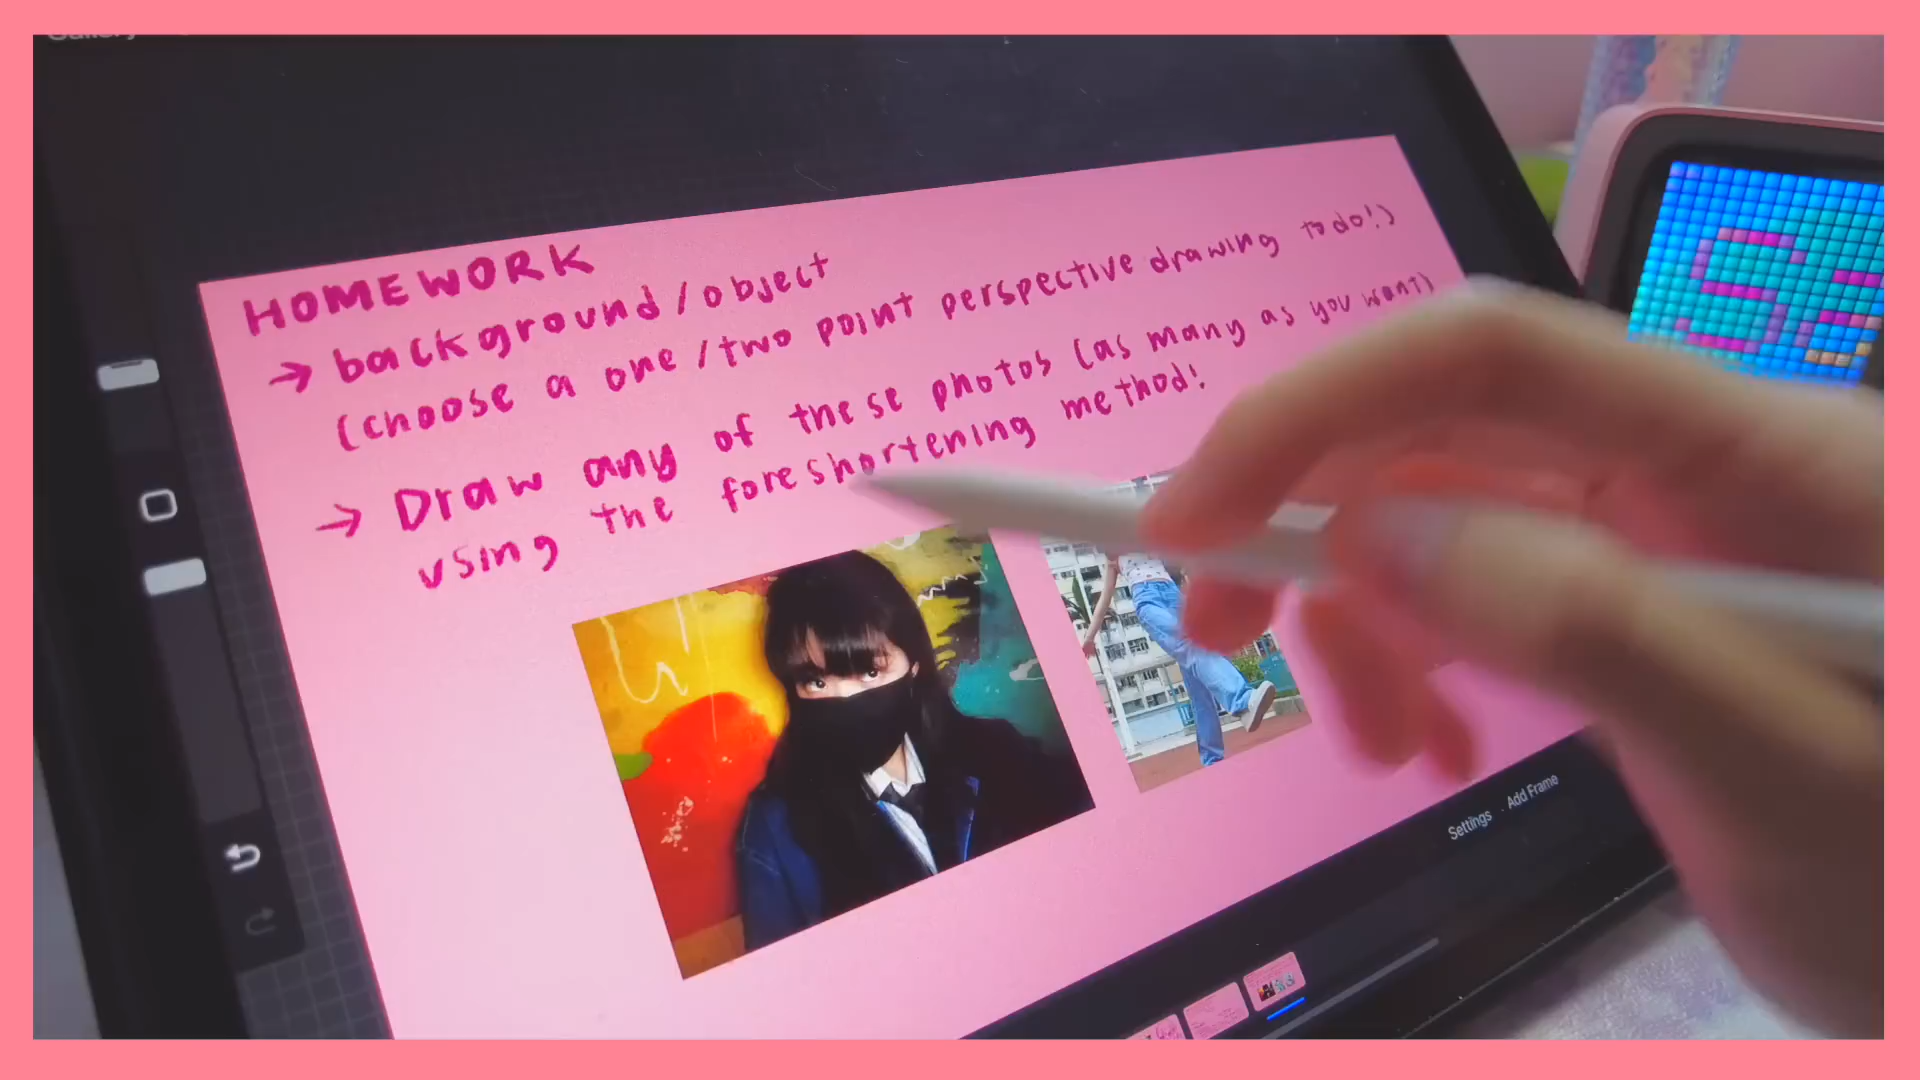 HOMEWORK
→ background/object
(choose a one/two point perspective drawing to do!)
→ Draw any of these photos (as many as you want)
using the foreshortening method!
Settings Add Frame